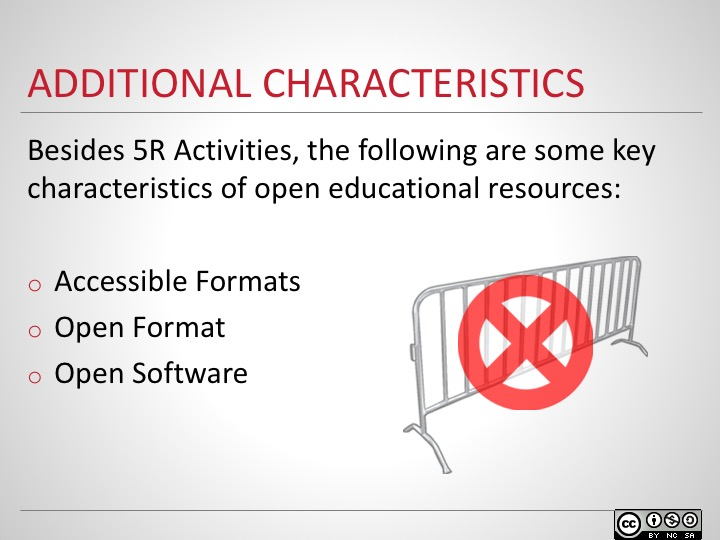 ADDITIONAL CHARACTERISTICS
Besides 5R Activities, the following are some key
characteristics of open educational resources:
o Accessible Formats
o Open Format
o Open Software
cc
BY NC SA